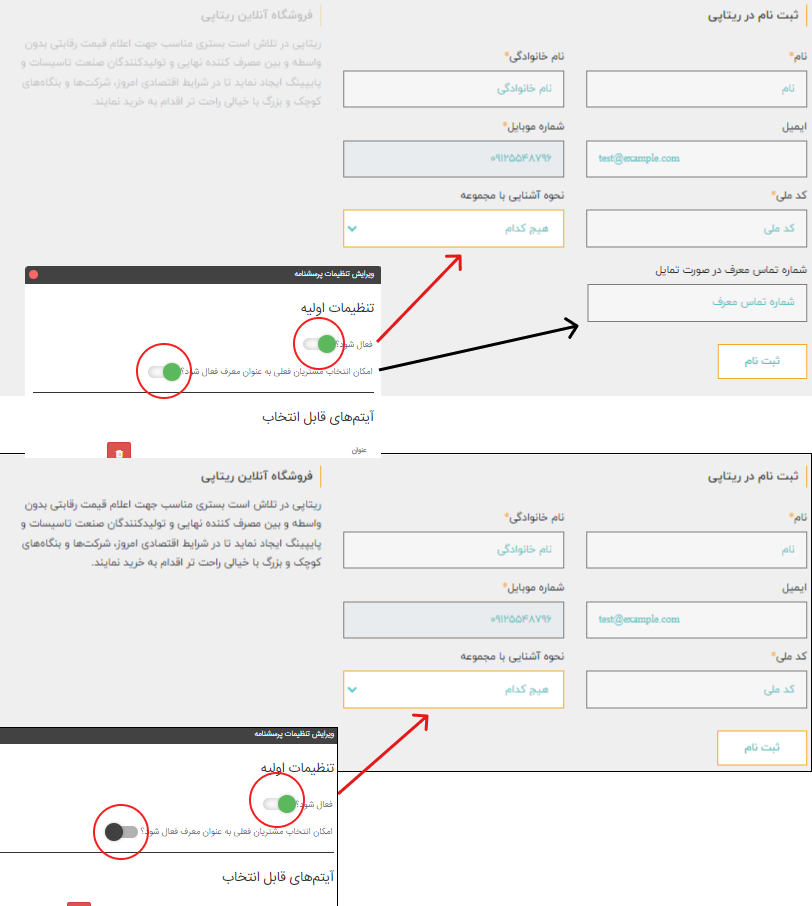 ثبت نام در ریتاپی
فروشگاه آنلاین ریتاپی
ریتاپی در تلاش است بستری مناسب جهت اعلام قیمت رقابتی بدون
واسطه و بین مصرف کننده نهایی و تولیدکنندگان صنعت تاسیسات و
پایپینگ ایجاد نماید تا در شرایط اقتصادی امروز، شرکت‌ها و بنگاه‌های
کوچک و بزرگ با خیالی راحت تر اقدام به خرید نمایند.
نام*
نام خانوادگی*
نام
نام خانوادگی
ایمیل
شماره موبایل*
test@example.com
۰۹۱۲۵۵۴۸۷۹۶
کد ملی*
نحوه آشنایی با مجموعه
کد ملی
هیچ کدام
شماره تماس معرف در صورت تمایل
شماره تماس معرف
ثبت نام
ویرایش تنظیمات پرسشنامه
تنظیمات اولیه
فعال شود؟
امکان انتخاب مشتریان فعلی به عنوان معرف فعال شود؟
آیتم‌های قابل انتخاب
عنوان
ثبت نام در ریتاپی
فروشگاه آنلاین ریتاپی
ریتاپی در تلاش است بستری مناسب جهت اعلام قیمت رقابتی بدون
واسطه و بین مصرف کننده نهایی و تولیدکنندگان صنعت تاسیسات و
پایپینگ ایجاد نماید تا در شرایط اقتصادی امروز، شرکت‌ها و بنگاه‌های
کوچک و بزرگ با خیالی راحت تر اقدام به خرید نمایند.
نام*
نام خانوادگی*
نام
نام خانوادگی
ایمیل
شماره موبایل*
test@example.com
۰۹۱۲۵۵۴۸۷۹۶
کد ملی*
نحوه آشنایی با مجموعه
کد ملی
هیچ کدام
ثبت نام
ویرایش تنظیمات پرسشنامه
تنظیمات اولیه
فعال شود؟
امکان انتخاب مشتریان فعلی به عنوان معرف فعال شود؟
آیتم‌های قابل انتخاب